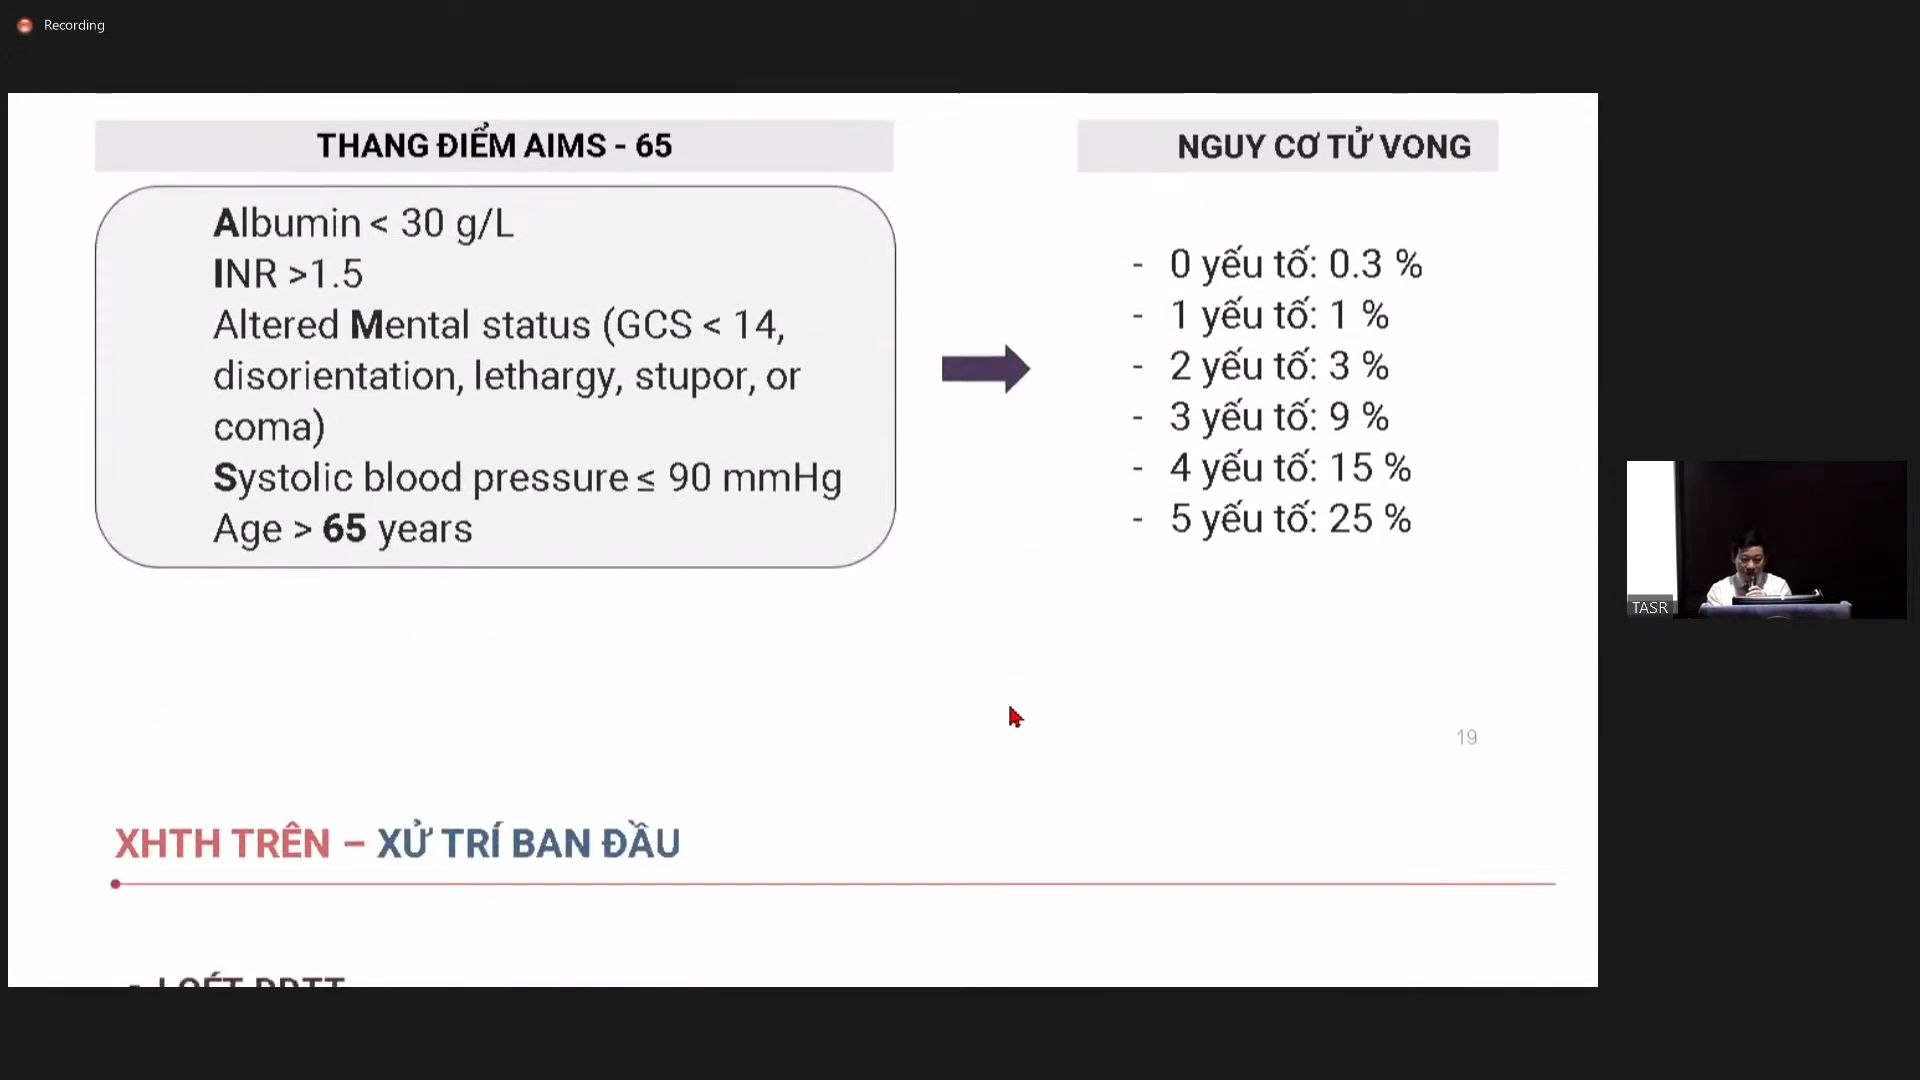 Recording
THANG ĐIỂM AIMS - 65
Albumin < 30 g/L
INR >1.5
Altered Mental status (GCS < 14,
disorientation, lethargy, stupor, or
coma)
Systolic blood pressure ≤ 90 mmHg
Age > 65 years
NGUY CƠ TỬ VONG
- 0 yếu tố: 0.3 %
- 1 yếu tố: 1 %
- 2 yếu tố: 3 %
- 3 yếu tố: 9 %
- 4 yếu tố: 15 %
- 5 yếu tố: 25 %
TASR
19
XHTH TRÊN – XỬ TRÍ BAN ĐẦU